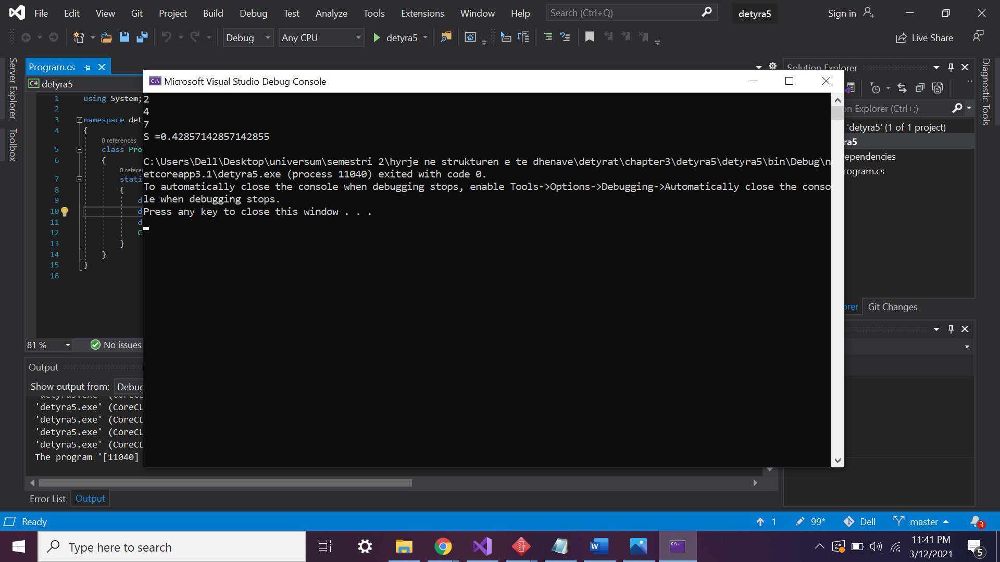 File Edit View Git Project Build Debug Test Analyze Tools Extensions Window Help Search (Ctrl+Q) detyra5 Sign in
Debug Any CPU detyra5 Live Share
Server Explorer
Toolbox
Program.cs
C# detyra5
1 using System;
2
3 namespace det
4 {
0 references
5 class Pro
6 {
0 refere
7 stati
8 {
9 d
10 d
11 d
12 C
13 }
14 }
15 }
16
81 % No issues
Microsoft Visual Studio Debug Console
2
4
7
S =0.42857142857142855
C:\Users\Dell\Desktop\universum\semestri 2\hyrje ne strukturen e te dhenave\detyrat\chapter3\detyra5\detyra5\bin\Debug\n
etcoreapp3.1\detyra5.exe (process 11040) exited with code 0.
To automatically close the console when debugging stops, enable Tools->Options->Debugging->Automatically close the conso
le when debugging stops.
Press any key to close this window . . .
Solution Explorer
on Explorer (Ctrl+;)
'detyra5' (1 of 1 project)
ra5
ependencies
rogram.cs
orer Git Changes
Diagnostic Tools
Output
Show output from: Debug
'detyra5.exe' (CoreCL
'detyra5.exe' (CoreCL
'detyra5.exe' (CoreCL
'detyra5.exe' (CoreCL
'detyra5.exe' (CoreCL
The program '[11040]
Error List Output
Ready 1 99* Dell master 3
Type here to search
11:41 PM
3/12/2021
5